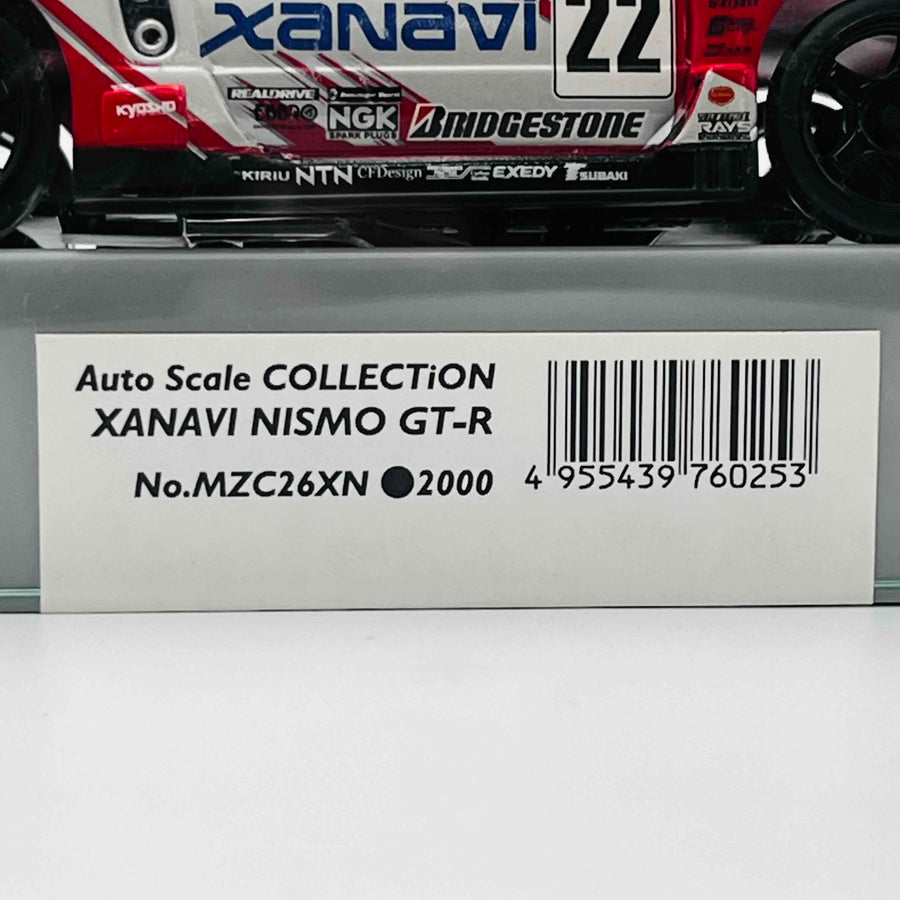 xanavi
22
REALDRIVE
KYOSHO
NGK
SPARK PLUGS
BRIDGESTONE
RAYS
KIRIU NTN CFDesign EXEDY TSUBAKI
Auto Scale COLLECTiON
XANAVI NISMO GT-R
No.MZC26XN ●2000
4 955439 760253